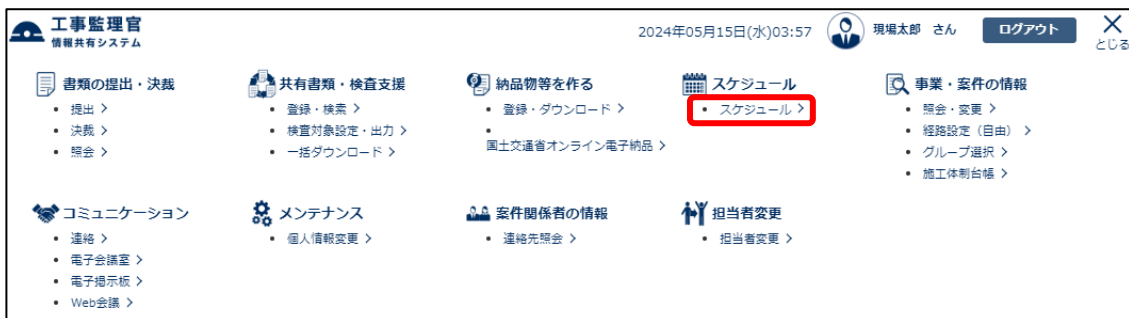 工事監理官
情報共有システム
2024年05月15日(水)03:57
現場太郎 さん
ログアウト
とじる
書類の提出・決裁
提出 >
決裁 >
照会 >
共有書類・検査支援
登録・検索 >
検査対象設定・出力 >
一括ダウンロード >
納品物等を作る
登録・ダウンロード >
国土交通省オンライン電子納品 >
スケジュール
スケジュール >
事業・案件の情報
照会・変更 >
経路設定（自由） >
グループ選択 >
施工体制台帳 >
コミュニケーション
連絡 >
電子会議室 >
電子掲示板 >
Web会議 >
メンテナンス
個人情報変更 >
案件関係者の情報
連絡先照会 >
担当者変更
担当者変更 >